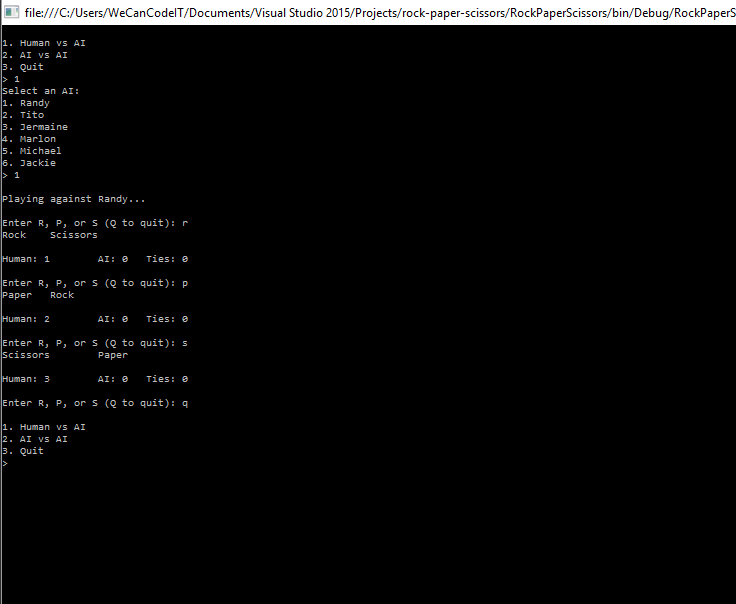 file:///C:/Users/WeCanCodeIT/Documents/Visual Studio 2015/Projects/rock-paper-scissors/RockPaperScissors/bin/Debug/RockPaperS
1. Human vs AI
2. AI vs AI
3. Quit
> 1
Select an AI:
1. Randy
2. Tito
3. Jermaine
4. Marlon
5. Michael
6. Jackie
> 1
Playing against Randy...
Enter R, P, or S (Q to quit): r
Rock    Scissors
Human: 1        AI: 0   Ties: 0
Enter R, P, or S (Q to quit): p
Paper   Rock
Human: 2        AI: 0   Ties: 0
Enter R, P, or S (Q to quit): s
Scissors        Paper
Human: 3        AI: 0   Ties: 0
Enter R, P, or S (Q to quit): q
1. Human vs AI
2. AI vs AI
3. Quit
>